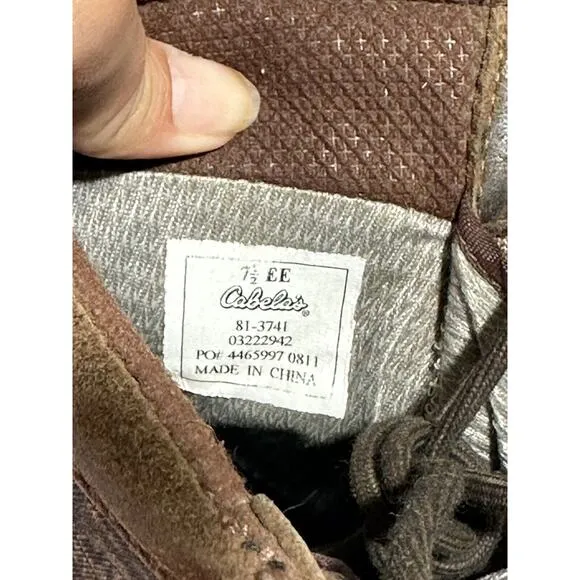 7½ EE
Cabela's®
81-3741
03222942
PO# 4465997 0811
MADE IN CHINA